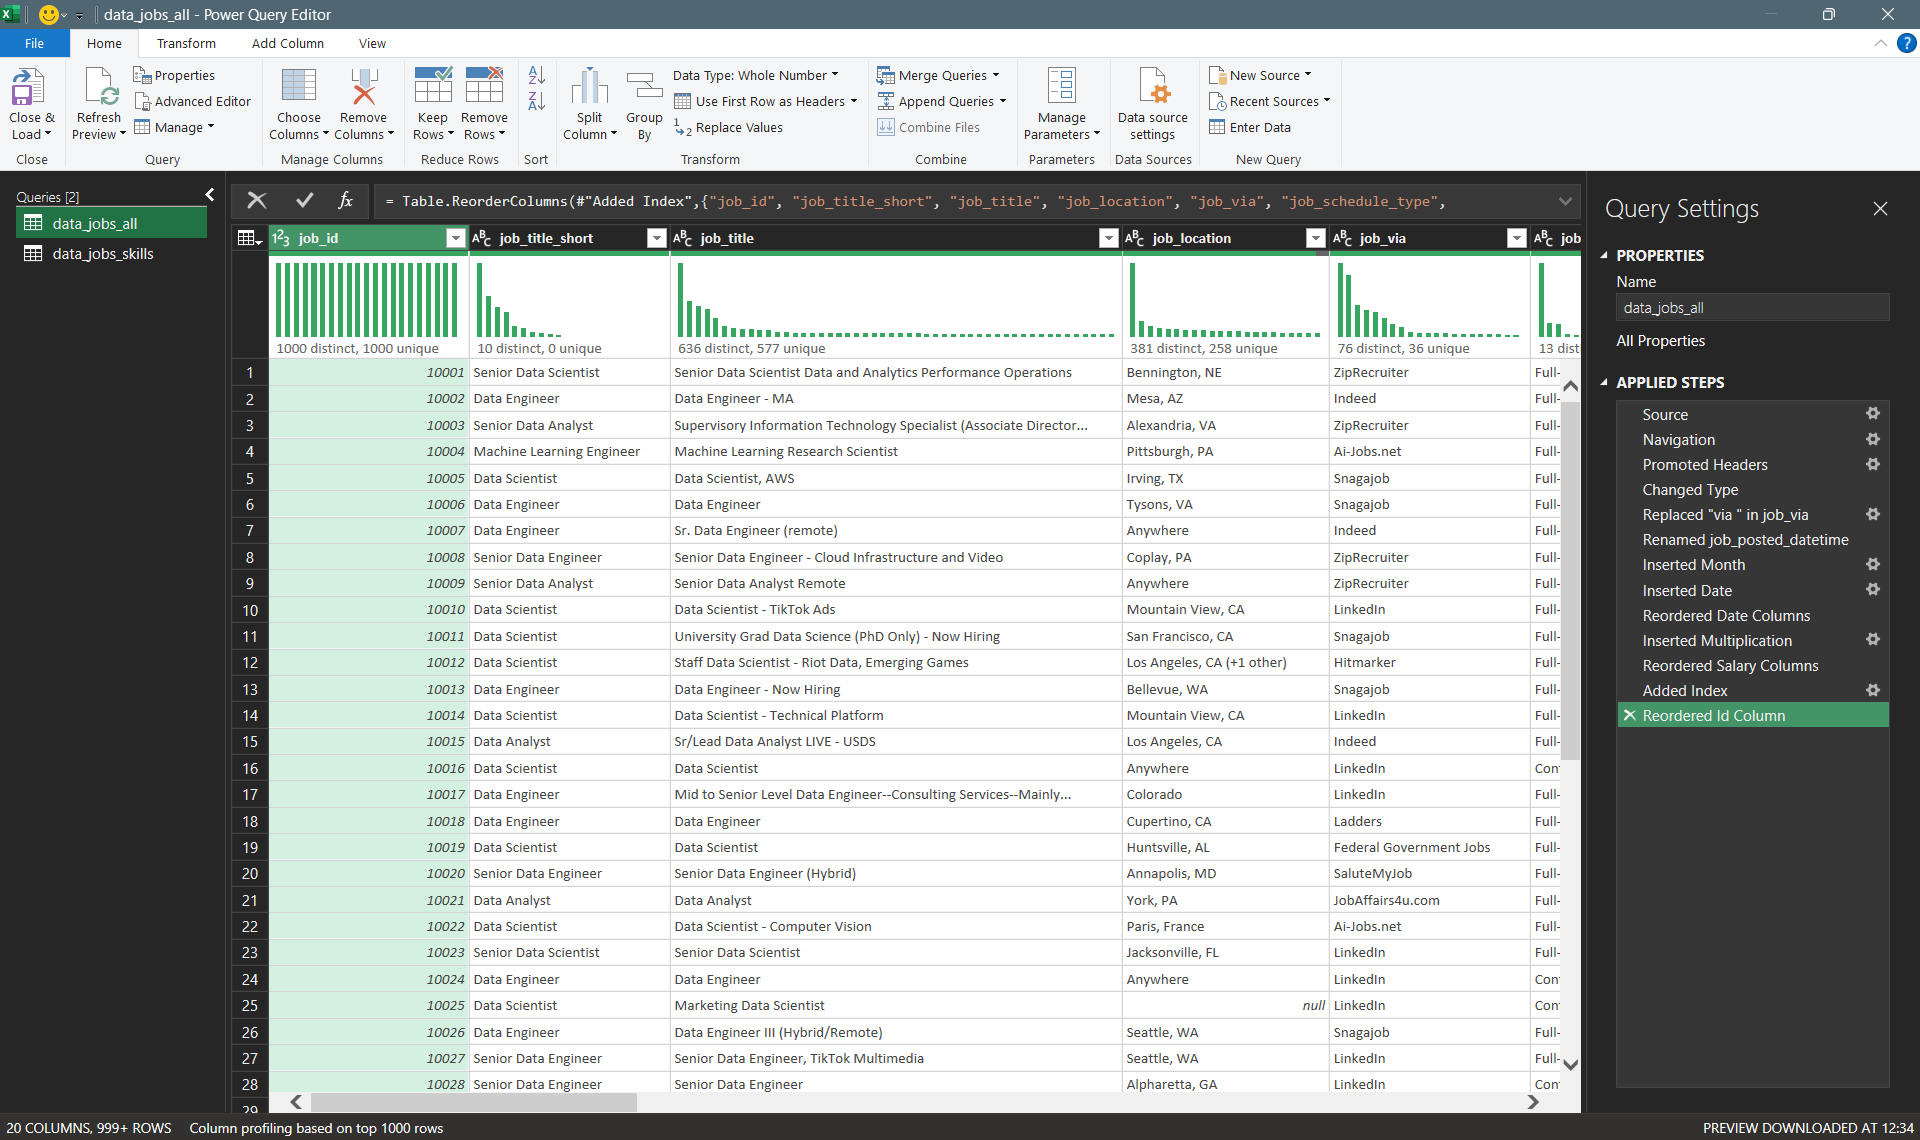 data_jobs_all - Power Query Editor
File Home Transform Add Column View
Close & Load
Close
Refresh Preview
Properties
Advanced Editor
Manage
Query
Choose Columns
Remove Columns
Manage Columns
Keep Rows
Remove Rows
Reduce Rows
Sort
Split Column
Group By
Data Type: Whole Number
Use First Row as Headers
Replace Values
Transform
Merge Queries
Append Queries
Combine Files
Combine
Manage Parameters
Parameters
Data source settings
Data Sources
New Source
Recent Sources
Enter Data
New Query
Queries [2]
data_jobs_all
data_jobs_skills
fx = Table.ReorderColumns(#"Added Index",{"job_id", "job_title_short", "job_title", "job_location", "job_via", "job_schedule_type",
job_id job_title_short job_title job_location job_via job
1000 distinct, 1000 unique 10 distinct, 0 unique 636 distinct, 577 unique 381 distinct, 258 unique 76 distinct, 36 unique 13 dist
1 10001 Senior Data Scientist Senior Data Scientist Data and Analytics Performance Operations Bennington, NE ZipRecruiter Full-
2 10002 Data Engineer Data Engineer - MA Mesa, AZ Indeed Full-
3 10003 Senior Data Analyst Supervisory Information Technology Specialist (Associate Director... Alexandria, VA ZipRecruiter Full-
4 10004 Machine Learning Engineer Machine Learning Research Scientist Pittsburgh, PA Ai-Jobs.net Full-
5 10005 Data Scientist Data Scientist, AWS Irving, TX Snagajob Full-
6 10006 Data Engineer Data Engineer Tysons, VA Snagajob Full-
7 10007 Data Engineer Sr. Data Engineer (remote) Anywhere Indeed Full-
8 10008 Senior Data Engineer Senior Data Engineer - Cloud Infrastructure and Video Coplay, PA ZipRecruiter Full-
9 10009 Senior Data Analyst Senior Data Analyst Remote Anywhere ZipRecruiter Full-
10 10010 Data Scientist Data Scientist - TikTok Ads Mountain View, CA LinkedIn Full-
11 10011 Data Scientist University Grad Data Science (PhD Only) - Now Hiring San Francisco, CA Snagajob Full-
12 10012 Data Scientist Staff Data Scientist - Riot Data, Emerging Games Los Angeles, CA (+1 other) Hitmarker Full-
13 10013 Data Engineer Data Engineer - Now Hiring Bellevue, WA Snagajob Full-
14 10014 Data Scientist Data Scientist - Technical Platform Mountain View, CA LinkedIn Full-
15 10015 Data Analyst Sr/Lead Data Analyst LIVE - USDS Los Angeles, CA Indeed Full-
16 10016 Data Scientist Data Scientist Anywhere LinkedIn Con
17 10017 Data Engineer Mid to Senior Level Data Engineer--Consulting Services--Mainly... Colorado LinkedIn Full-
18 10018 Data Engineer Data Engineer Cupertino, CA Ladders Full-
19 10019 Data Scientist Data Scientist Huntsville, AL Federal Government Jobs Full-
20 10020 Senior Data Engineer Senior Data Engineer (Hybrid) Annapolis, MD SaluteMyJob Full-
21 10021 Data Analyst Data Analyst York, PA JobAffairs4u.com Full-
22 10022 Data Scientist Data Scientist - Computer Vision Paris, France Ai-Jobs.net Full-
23 10023 Senior Data Scientist Senior Data Scientist Jacksonville, FL LinkedIn Full-
24 10024 Data Engineer Data Engineer Anywhere LinkedIn Con
25 10025 Data Scientist Marketing Data Scientist null LinkedIn Con
26 10026 Data Engineer Data Engineer III (Hybrid/Remote) Seattle, WA Snagajob Full-
27 10027 Senior Data Engineer Senior Data Engineer, TikTok Multimedia Seattle, WA LinkedIn Full-
28 10028 Senior Data Engineer Senior Data Engineer Alpharetta, GA LinkedIn Con
29
Query Settings
PROPERTIES
Name
data_jobs_all
All Properties
APPLIED STEPS
Source
Navigation
Promoted Headers
Changed Type
Replaced "via " in job_via
Renamed job_posted_datetime
Inserted Month
Inserted Date
Reordered Date Columns
Inserted Multiplication
Reordered Salary Columns
Added Index
Reordered Id Column
20 COLUMNS, 999+ ROWS Column profiling based on top 1000 rows PREVIEW DOWNLOADED AT 12:34